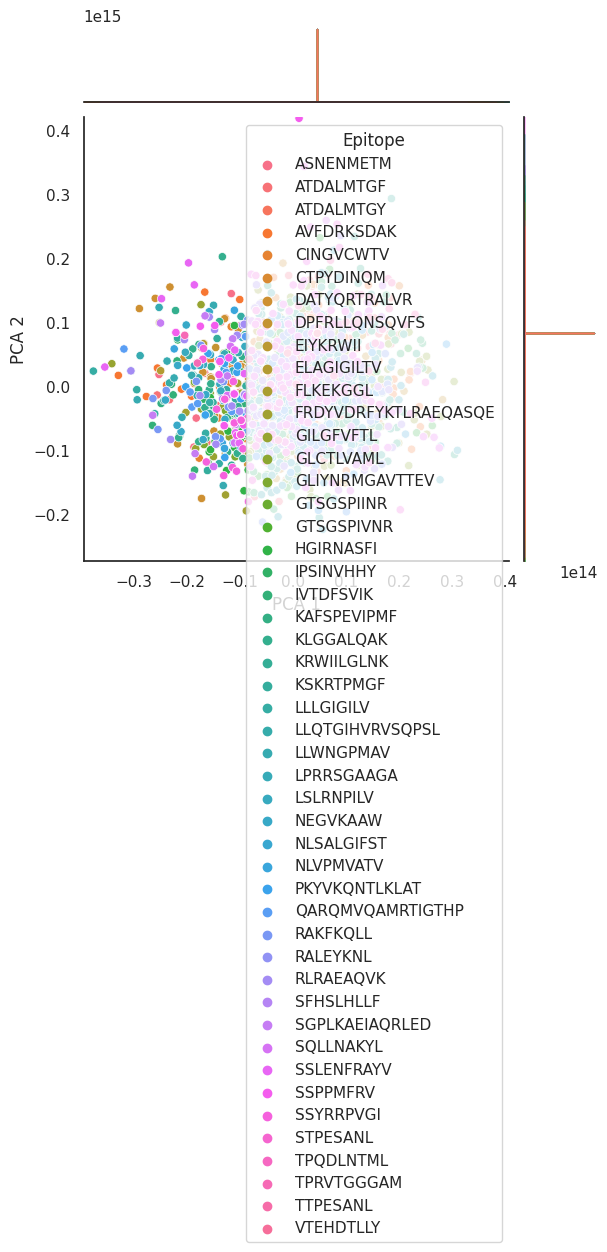 1e15
Epitope
ASNENMETM
ATDALMTGF
ATDALMTGY
AVFDRKSDAK
CINGVCWTV
CTPYDINQM
DATYQRTRALVR
DPFRLLQNSQVFS
EIYKRWII
ELAGIGILTV
FLKEKGGL
FRDYVDRFYKTLRAEQASQE
GILGFVFTL
GLCTLVAML
GLIYNRMGAVTTEV
GTSGSPIINR
GTSGSPIVNR
HGIRNASFI
IPSINVHHY
IVTDFSVIK
KAFSPEVIPMF
KLGGALQAK
KRWIILGLNK
KSKRTPMGF
LLLGIGILV
LLQTGIHVRVSQPSL
LLWNGPMAV
LPRRSGAAGA
LSLRNPILV
NEGVKAAW
NLSALGIFST
NLVPMVATV
PKYVKQNTLKLAT
QARQMVQAMRTIGTHP
RAKFKQLL
RALEYKNL
RLRAEAQVK
SFHSLHLLF
SGPLKAEIAQRLED
SQLLNAKYL
SSLENFRAYV
SSPPMFRV
SSYRRPVGI
STPESANL
TPQDLNTML
TPRVTGGGAM
TTPESANL
VTEHDTLLY
0.4
0.3
0.2
0.1
0.0
−0.1
−0.2
PCA 2
−0.3 −0.2 −0.1 0.0 0.1 0.2 0.3 0.4
PCA 1
1e14